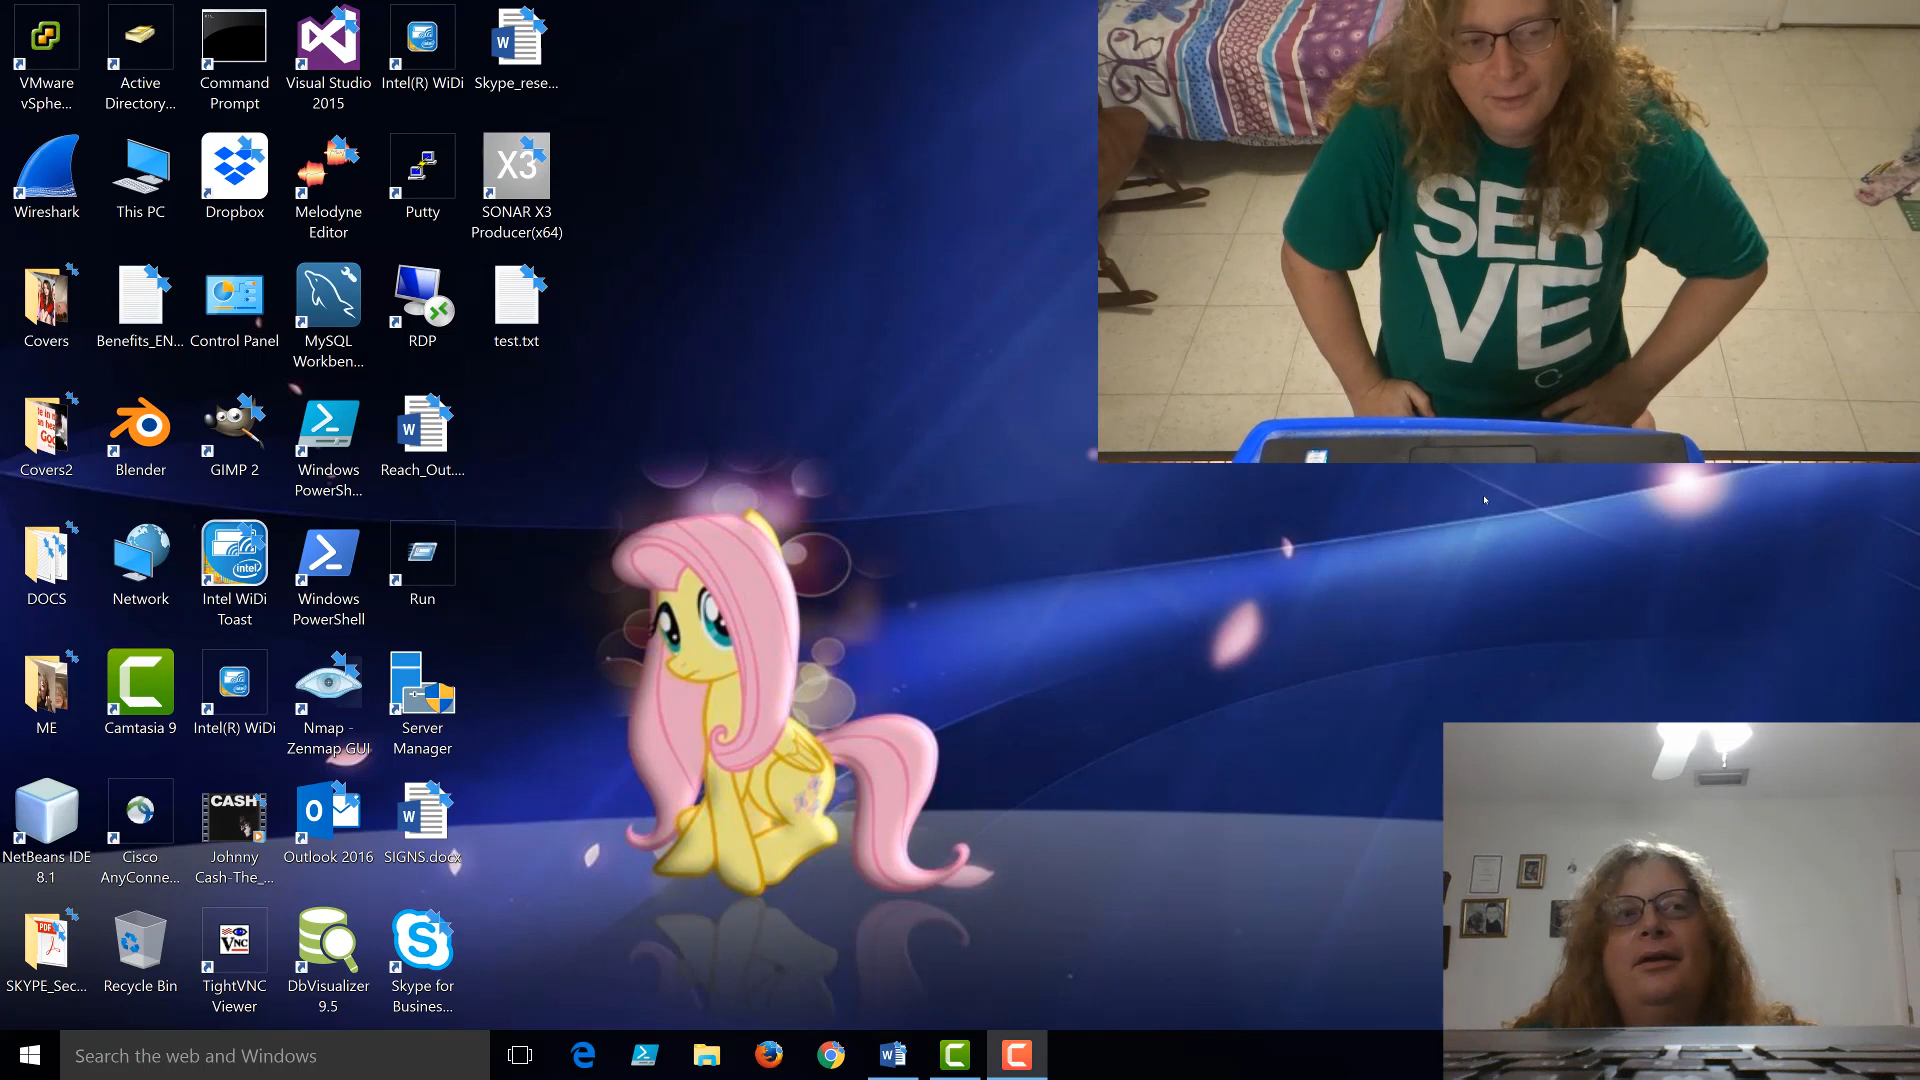 VMware
vSphe...
Active
Directory...
Command
Prompt
Visual Studio
2015
Intel(R) WiDi
W
Skype_rese...
Wireshark
This PC
Dropbox
Melodyne
Editor
Putty
X3
SONAR X3
Producer(x64)
Covers
Benefits_EN...
Control Panel
MySQL
Workben...
RDP
test.txt
Covers2
Blender
GIMP 2
Windows
PowerSh...
W
Reach_Out....
DOCS
Network
intel
Intel WiDi
Toast
Windows
PowerShell
Run
ME
Camtasia 9
Intel(R) WiDi
Nmap -
Zenmap GUI
Server
Manager
NetBeans IDE
8.1
Cisco
AnyConne...
CASH
Johnny
Cash-The_...
Outlook 2016
W
SIGNS.docx
PDF
SKYPE_Sec...
Recycle Bin
VNC
TightVNC
Viewer
DbVisualizer
9.5
Skype for
Busines...
Search the web and Windows
SER
VE